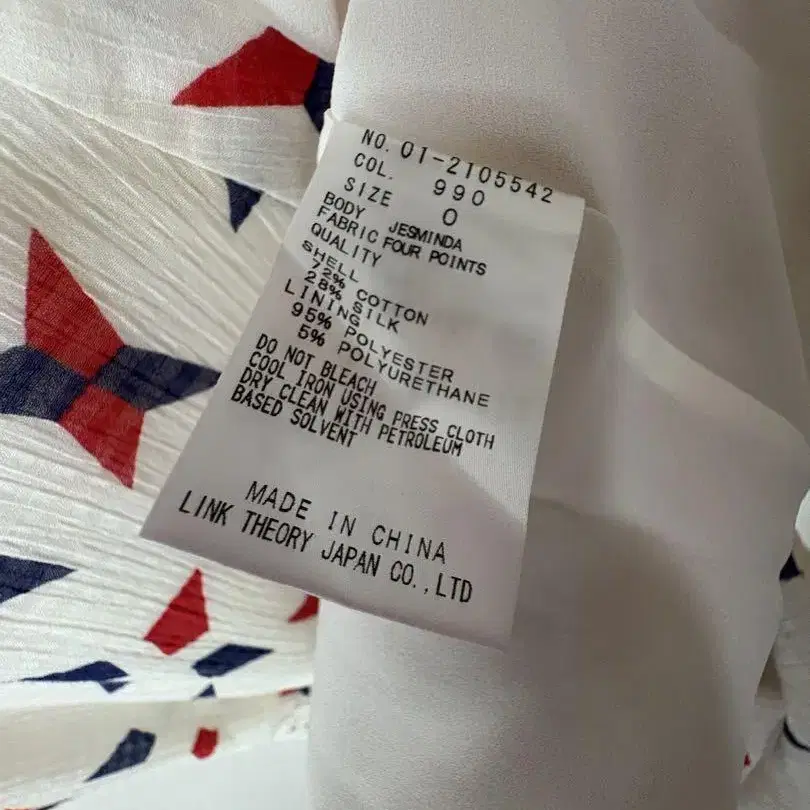 NO. 01-2105542
COL. 990
SIZE 0
BODY JESMINDA
FABRIC FOUR POINTS
QUALITY
SHELL
72% COTTON
28% SILK
LINING
95% POLYESTER
5% POLYURETHANE
DO NOT BLEACH
COOL IRON USING PRESS CLOTH
DRY CLEAN WITH PETROLEUM
BASED SOLVENT
MADE IN CHINA
LINK THEORY JAPAN CO.,LTD